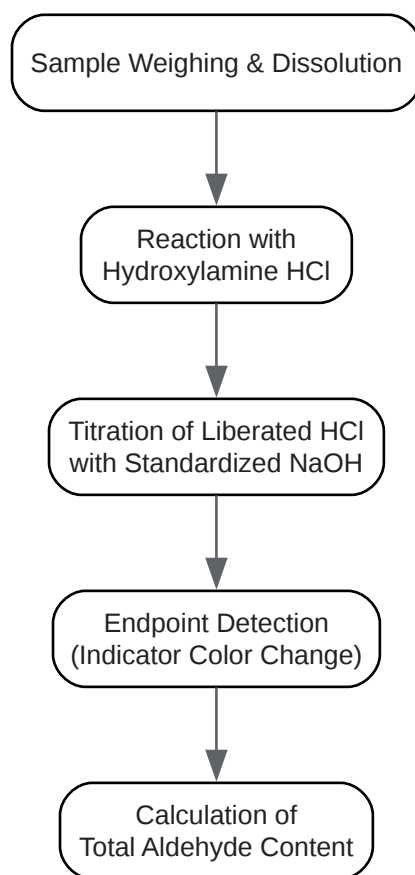 Sample Weighing & Dissolution
Reaction with
Hydroxylamine HCl
Titration of Liberated HCl
with Standardized NaOH
Endpoint Detection
(Indicator Color Change)
Calculation of
Total Aldehyde Content